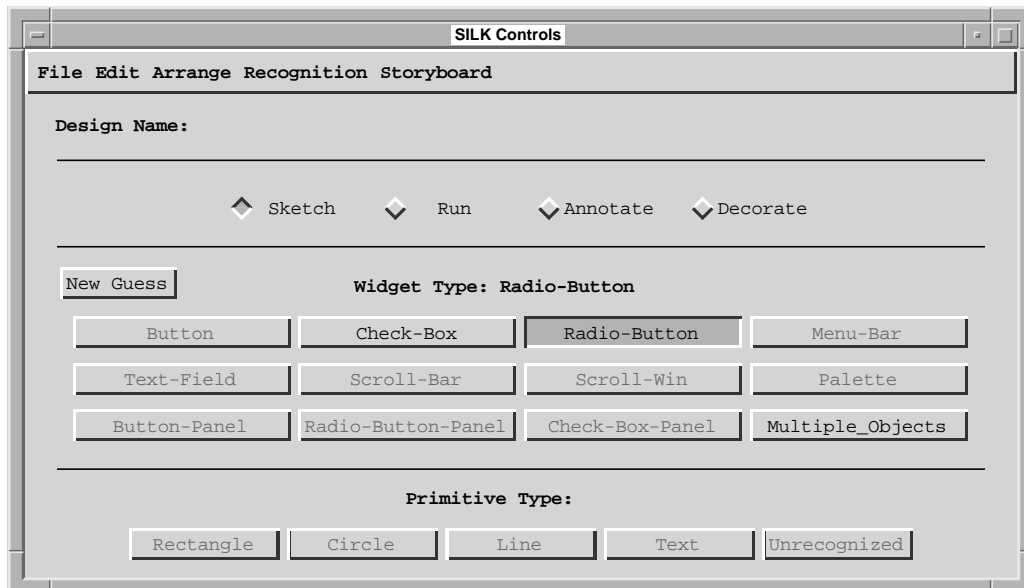 SILK Controls
File Edit Arrange Recognition Storyboard
Design Name:
Sketch Run Annotate Decorate
New Guess
Widget Type: Radio-Button
Button Check-Box Radio-Button Menu-Bar
Text-Field Scroll-Bar Scroll-Win Palette
Button-Panel Radio-Button-Panel Check-Box-Panel Multiple_Objects
Primitive Type:
Rectangle Circle Line Text Unrecognized